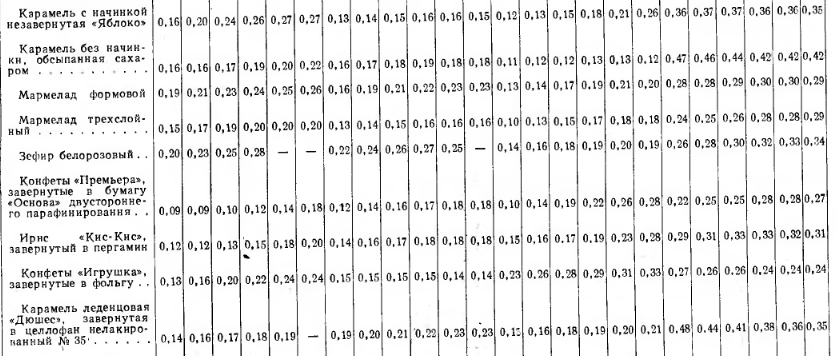 Карамель с начинкой
незавернутая «Яблоко» 0,16 0,20 0,24 0,26 0,27 0,27 0,13 0,14 0,15 0,16 0,16 0,15 0,12 0,13 0,15 0,18 0,21 0,26 0,36 0,37 0,37 0,36 0,36 0,35
Карамель без начин-
ки, обсыпанная саха-
ром . . . . . . . . . . . 0,16 0,16 0,17 0,19 0,20 0,22 0,16 0,17 0,18 0,19 0,18 0,18 0,11 0,12 0,12 0,13 0,13 0,12 0,47 0,46 0,44 0,42 0,42 0,42
Мармелад формовой 0,19 0,21 0,23 0,24 0,25 0,26 0,16 0,19 0,21 0,22 0,23 0,23 0,13 0,14 0,17 0,19 0,21 0,20 0,28 0,28 0,29 0,30 0,30 0,29
Мармелад трехслой-
ный . . . . . . . . . . . 0,15 0,17 0,19 0,20 0,20 0,20 0,13 0,14 0,15 0,16 0,16 0,16 0,10 0,13 0,15 0,17 0,18 0,18 0,24 0,25 0,26 0,28 0,28 0,29
Зефир белорозовый . . 0,20 0,23 0,25 0,28 — — 0,22 0,24 0,26 0,27 0,25 — 0,14 0,16 0,18 0,19 0,20 0,19 0,26 0,28 0,30 0,32 0,33 0,34
Конфеты «Премьера»,
завернутые в бумагу
«Основа» двусторонне-
го парафинирования . . 0,09 0,09 0,10 0,12 0,14 0,18 0,12 0,14 0,16 0,17 0,18 0,18 0,10 0,14 0,19 0,22 0,26 0,28 0,22 0,25 0,25 0,28 0,28 0,27
Ирис «Кис-Кис»,
завернутый в пергамин 0,12 0,12 0,13 0,15 0,18 0,20 0,14 0,16 0,17 0,18 0,18 0,18 0,15 0,16 0,17 0,19 0,23 0,28 0,29 0,31 0,33 0,33 0,32 0,31
Конфеты «Игрушка»,
завернутые в фольгу . . 0,13 0,16 0,20 0,22 0,24 0,24 0,15 0,15 0,15 0,15 0,14 0,14 0,23 0,26 0,28 0,29 0,31 0,33 0,27 0,26 0,26 0,24 0,24 0,24
Карамель леденцовая
«Дюшес», завернутая
в целлофан нелакиро-
ванный № 35 . . . . . . 0,14 0,16 0,17 0,18 0,19 — 0,19 0,20 0,21 0,22 0,23 0,23 0,16 0,18 0,19 0,20 0,21 0,48 0,44 0,41 0,38 0,36 0,35